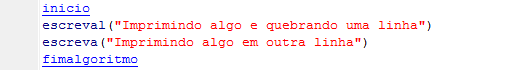 inicio
escreval("Imprimindo algo e quebrando uma linha")
escreva("Imprimindo algo em outra linha")
fimalgoritmo